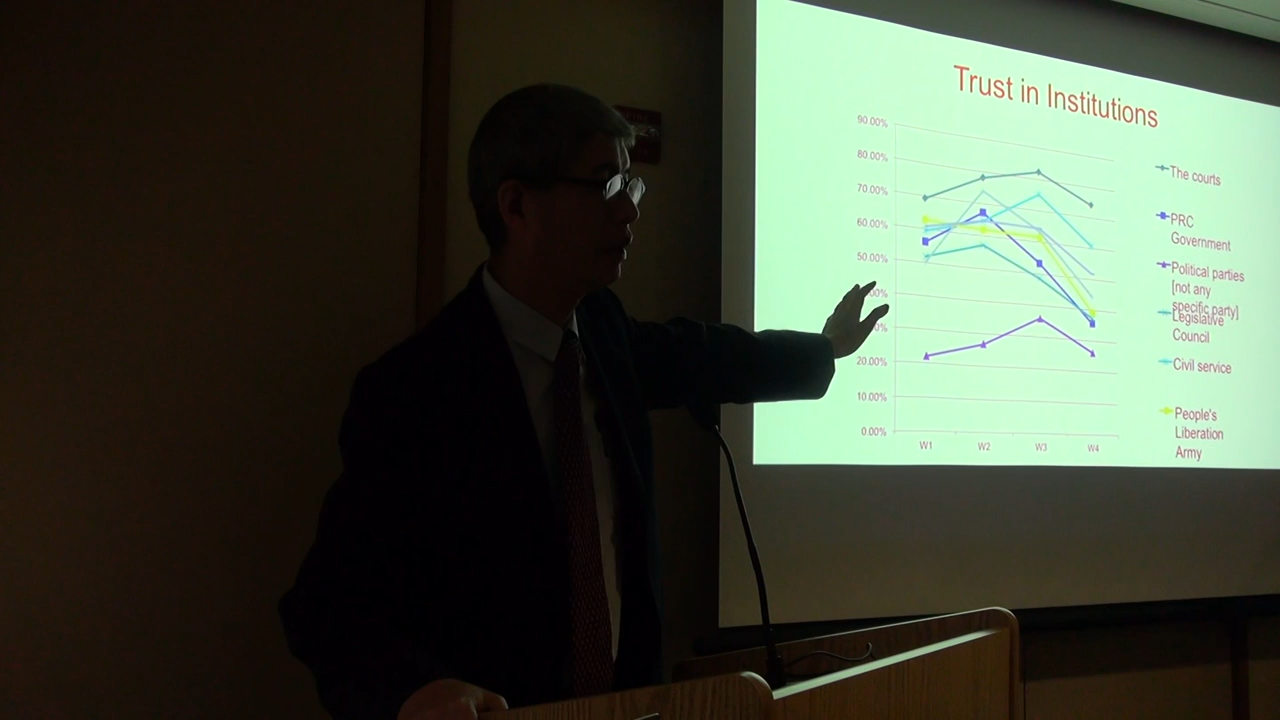 Trust in Institutions
90.00%
80.00%
70.00%
60.00%
50.00%
20.00%
10.00%
0.00%
W1 W2 W3 W4
The courts
PRC
Government
Political parties
[not any
specific party]
Legislative
Council
Civil service
People's
Liberation
Army